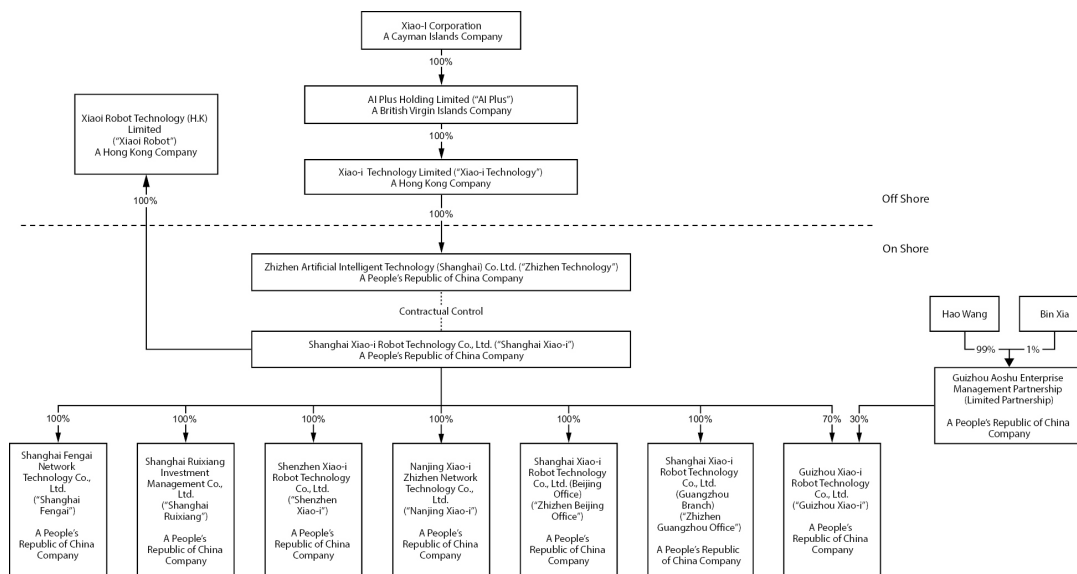 Xiao-I Corporation
A Cayman Islands Company
100%
AI Plus Holding Limited (“AI Plus”)
A British Virgin Islands Company
Xiaoi Robot Technology (H.K)
Limited
(“Xiaoi Robot”)
A Hong Kong Company
100%
Xiao-i Technology Limited (“Xiao-i Technology”)
A Hong Kong Company
100%
100%
Off Shore
On Shore
Zhizhen Artificial Intelligent Technology (Shanghai) Co. Ltd. (“Zhizhen Technology”)
A People’s Republic of China Company
Contractual Control
Hao Wang
Bin Xia
Shanghai Xiao-i Robot Technology Co., Ltd. (“Shanghai Xiao-i”)
A People’s Republic of China Company
99%
1%
Guizhou Aoshu Enterprise
Management Partnership
(Limited Partnership)
A People’s Republic of China
Company
100%
100%
100%
100%
100%
100%
70%
30%
Shanghai Fengai
Network
Technology Co.,
Ltd.
(“Shanghai
Fengai”)
A People’s
Republic of China
Company
Shanghai Ruixiang
Investment
Management Co.,
Ltd.
(“Shanghai
Ruixiang”)
A People’s
Republic of China
Company
Shenzhen Xiao-i
Robot Technology
Co., Ltd.
(“Shenzhen
Xiao-i”)
A People’s
Republic of China
Company
Nanjing Xiao-i
Zhizhen Network
Technology Co.,
Ltd.
(“Nanjing Xiao-i”)
A People’s
Republic of China
Company
Shanghai Xiao-i
Robot Technology
Co., Ltd. (Beijing
Office)
(“Zhizhen Beijing
Office”)
A People’s
Republic of China
Company
Shanghai Xiao-i
Robot Technology
Co., Ltd.
(Guangzhou
Branch)
(“Zhizhen
Guangzhou Office”)
A People’s Republic
of China Company
Guizhou Xiao-i
Robot Technology
Co., Ltd.
(“Guizhou Xiao-i”)
A People’s
Republic of China
Company